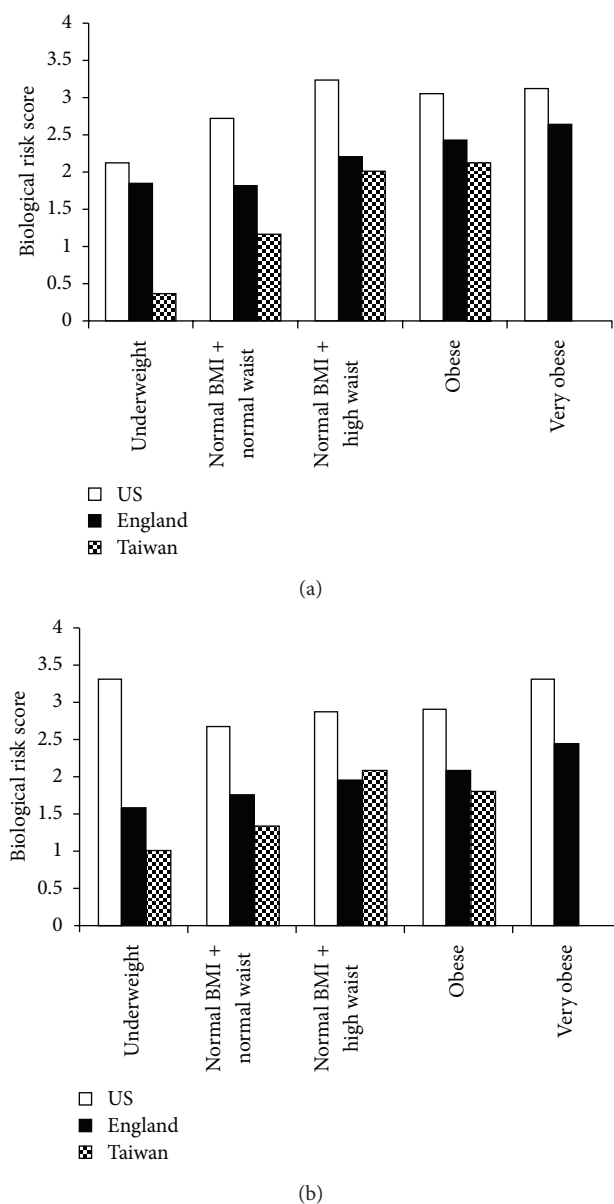 4
3.5
3
2.5
2
1.5
1
0.5
0
Biological risk score
Underweight
Normal BMI +
normal waist
Normal BMI +
high waist
Obese
Very obese
US
England
Taiwan
(a)
4
3.5
3
2.5
2
1.5
1
0.5
0
Biological risk score
Underweight
Normal BMI +
normal waist
Normal BMI +
high waist
Obese
Very obese
US
England
Taiwan
(b)